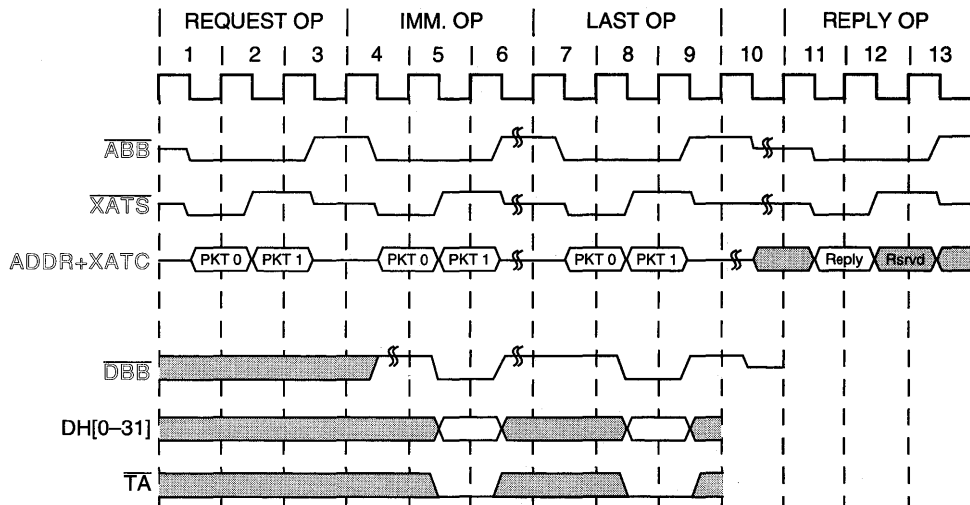 REQUEST OP IMM. OP LAST OP REPLY OP
1 2 3 4 5 6 7 8 9 10 11 12 13
ABB
XATS
ADDR+XATC PKT 0 PKT 1 PKT 0 PKT 1 PKT 0 PKT 1 Reply Rsrvd
DBB
DH[0–31]
TA